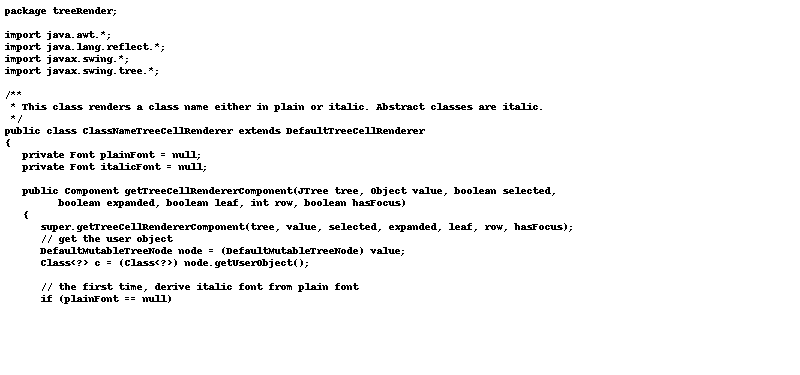 package treeRender;

import java.awt.*;
import java.lang.reflect.*;
import javax.swing.*;
import javax.swing.tree.*;

/**
 * This class renders a class name either in plain or italic. Abstract classes are italic.
 */
public class ClassNameTreeCellRenderer extends DefaultTreeCellRenderer
{
   private Font plainFont = null;
   private Font italicFont = null;

   public Component getTreeCellRendererComponent(JTree tree, Object value, boolean selected,
         boolean expanded, boolean leaf, int row, boolean hasFocus)
   {
      super.getTreeCellRendererComponent(tree, value, selected, expanded, leaf, row, hasFocus);
      // get the user object
      DefaultMutableTreeNode node = (DefaultMutableTreeNode) value;
      Class<?> c = (Class<?>) node.getUserObject();

      // the first time, derive italic font from plain font
      if (plainFont == null)